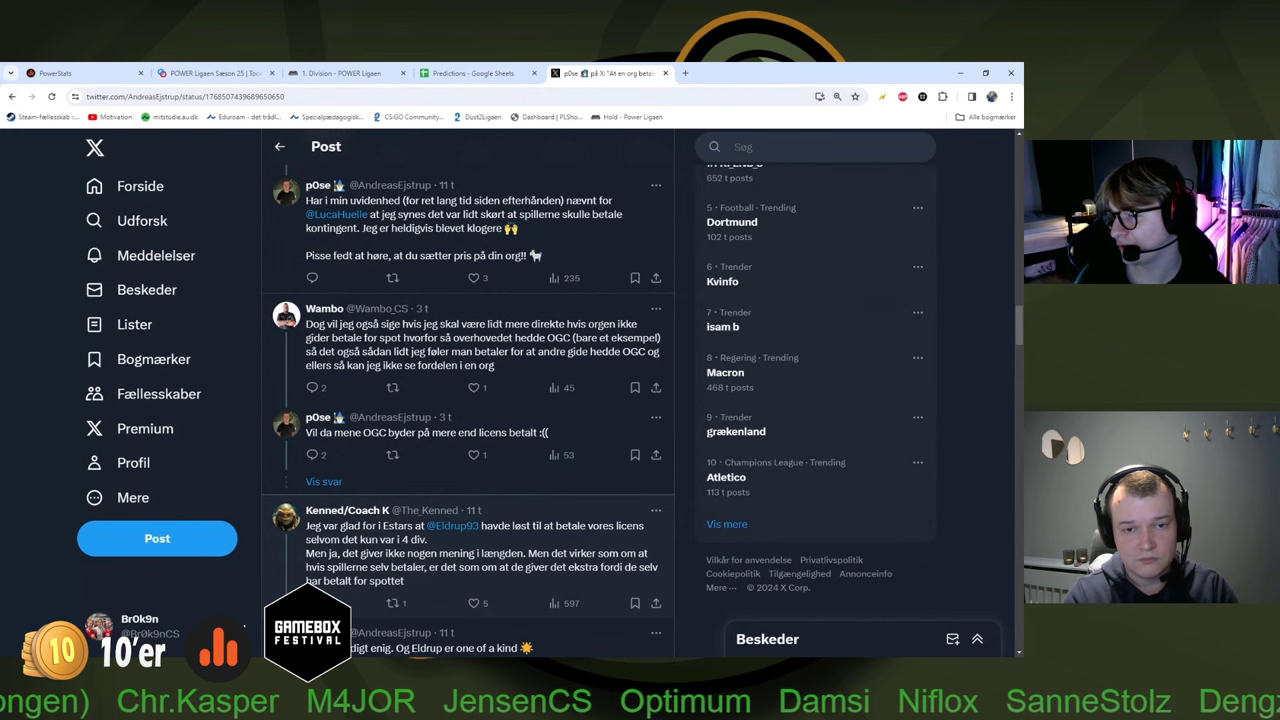 PowerStats
POWER Ligaen Sæson 25 | Too
1. Division - POWER Ligaen
Predictions - Google Sheets
p0se på X: "At en org betal
twitter.com/AndreasEjstrup/status/1768507439689650650
Steam-fællesskab :...
Motivation
mitstudie.au.dk
Eduroam - det trådl...
Specialpædagogisk...
CS:GO Community...
Dust2Ligaen
Dashboard | PLSho...
Hold - Power Ligaen
Alle bogmærker
Forside
Udforsk
Meddelelser
Beskeder
Lister
Bogmærker
Fællesskaber
Premium
Profil
Mere
Post
Br0k9n
@Br0k9nCS
Post
p0se @AndreasEjstrup · 11 t
Har i min uvidenhed (for ret lang tid siden efterhånden) nævnt for
@LucaHuelle at jeg synes det var lidt skørt at spillerne skulle betale
kontingent. Jeg er heldigvis blevet klogere 🙌
Pisse fedt at høre, at du sætter pris på din org!! 🐐
3 235
Wambo @Wambo_CS · 3 t
Dog vil jeg også sige hvis jeg skal være lidt mere direkte hvis orgen ikke
gider betale for spot hvorfor så overhovedet hedde OGC (bare et eksempel)
så det også sådan lidt jeg føler man betaler for at andre gide hedde OGC og
ellers så kan jeg ikke se fordelen i en org
2 1 45
p0se @AndreasEjstrup · 3 t
Vil da mene OGC byder på mere end licens betalt :((
2 1 53
Vis svar
Kenned/Coach K @The_Kenned · 11 t
Jeg var glad for i Estars at @Eldrup93 havde løst til at betale vores licens
selvom det kun var i 4 div.
Men ja, det giver ikke nogen mening i længden. Men det virker som om at
hvis spillerne selv betaler, er det som om at de giver det ekstra fordi de selv
har betalt for spottet
1 5 597
@AndreasEjstrup · 11 t
digt enig. Og Eldrup er one of a kind ☀️
Søg
652 t posts
5 · Football · Trending
Dortmund
102 t posts
6 · Trender
Kvinfo
7 · Trender
isam b
8 · Regering · Trending
Macron
468 t posts
9 · Trender
grækenland
10 · Champions League · Trending
Atletico
113 t posts
Vis mere
Vilkår for anvendelse Privatlivspolitik
Cookiepolitik Tilgængelighed Annonceinfo
Mere ··· © 2024 X Corp.
Beskeder
10
10'er
GAMEBOX
FESTIVAL
ongen) Chr.Kasper M4JOR JensenCS Optimum Damsi Niflox SanneStolz Dengz